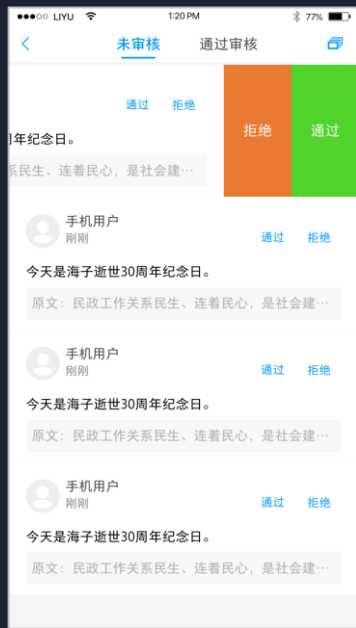 LIYU 1:20 PM 77%
未审核 通过审核
通过 拒绝
拒绝 通过
年纪念日。
系民生、连着民心，是社会建…
手机用户
刚刚
通过 拒绝
今天是海子逝世30周年纪念日。
原文：民政工作关系民生、连着民心，是社会建…
手机用户
刚刚
通过 拒绝
今天是海子逝世30周年纪念日。
原文：民政工作关系民生、连着民心，是社会建…
手机用户
刚刚
通过 拒绝
今天是海子逝世30周年纪念日。
原文：民政工作关系民生、连着民心，是社会建…